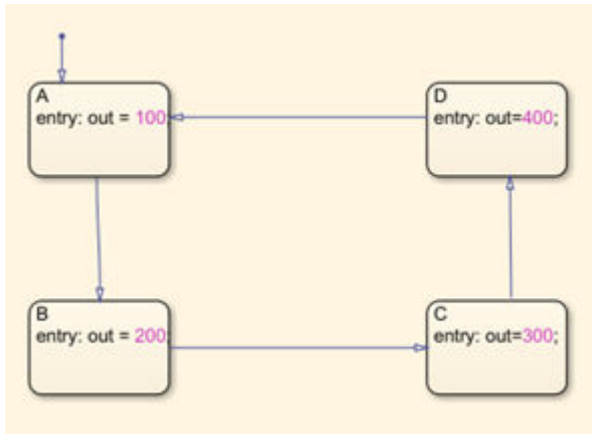 A
entry: out = 100;
D
entry: out=400;
B
entry: out = 200;
C
entry: out=300;